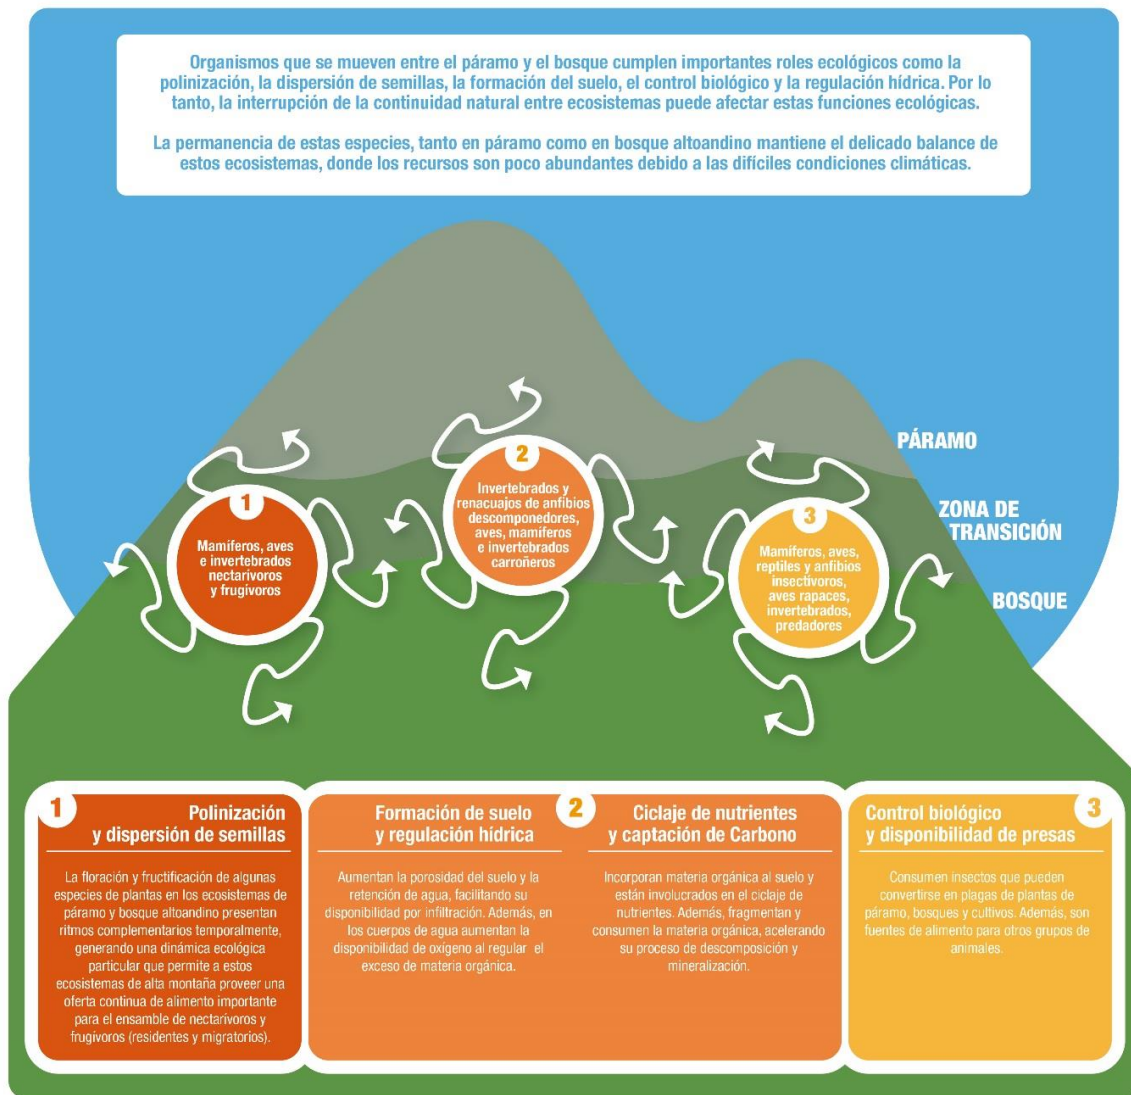 Organismos que se mueven entre el páramo y el bosque cumplen importantes roles ecológicos como la
polinización, la dispersión de semillas, la formación del suelo, el control biológico y la regulación hídrica. Por lo
tanto, la interrupción de la continuidad natural entre ecosistemas puede afectar estas funciones ecológicas.
La permanencia de estas especies, tanto en páramo como en bosque altoandino mantiene el delicado balance de
estos ecosistemas, donde los recursos son poco abundantes debido a las difíciles condiciones climáticas.
PÁRAMO
ZONA DE
TRANSICIÓN
BOSQUE
1
Mamíferos, aves
e invertebrados
nectarívoros
y frugívoros
2
Invertebrados y
renacuajos de anfibios
descomponedores,
aves, mamíferos
e invertebrados
carroñeros
3
Mamíferos, aves,
reptiles y anfibios
insectívoros,
aves rapaces,
invertebrados,
predadores
1
Polinización
y dispersión de semillas
La floración y fructificación de algunas
especies de plantas en los ecosistemas de
páramo y bosque altoandino presentan
ritmos complementarios temporalmente,
generando una dinámica ecológica
particular que permite a estos
ecosistemas de alta montaña proveer una
oferta continua de alimento importante
para el ensamble de nectarívoros y
frugívoros (residentes y migratorios).
Formación de suelo
y regulación hídrica
Aumentan la porosidad del suelo y la
retención de agua, facilitando su
disponibilidad por infiltración. Además, en
los cuerpos de agua aumentan la
disponibilidad de oxígeno al regular el
exceso de materia orgánica.
2
Ciclaje de nutrientes
y captación de Carbono
Incorporan materia orgánica al suelo y
están involucrados en el ciclaje de
nutrientes. Además, fragmentan y
consumen la materia orgánica, acelerando
su proceso de descomposición y
mineralización.
Control biológico
y disponibilidad de presas
3
Consumen insectos que pueden
convertirse en plagas de plantas de
páramo, bosques y cultivos. Además, son
fuentes de alimento para otros grupos de
animales.